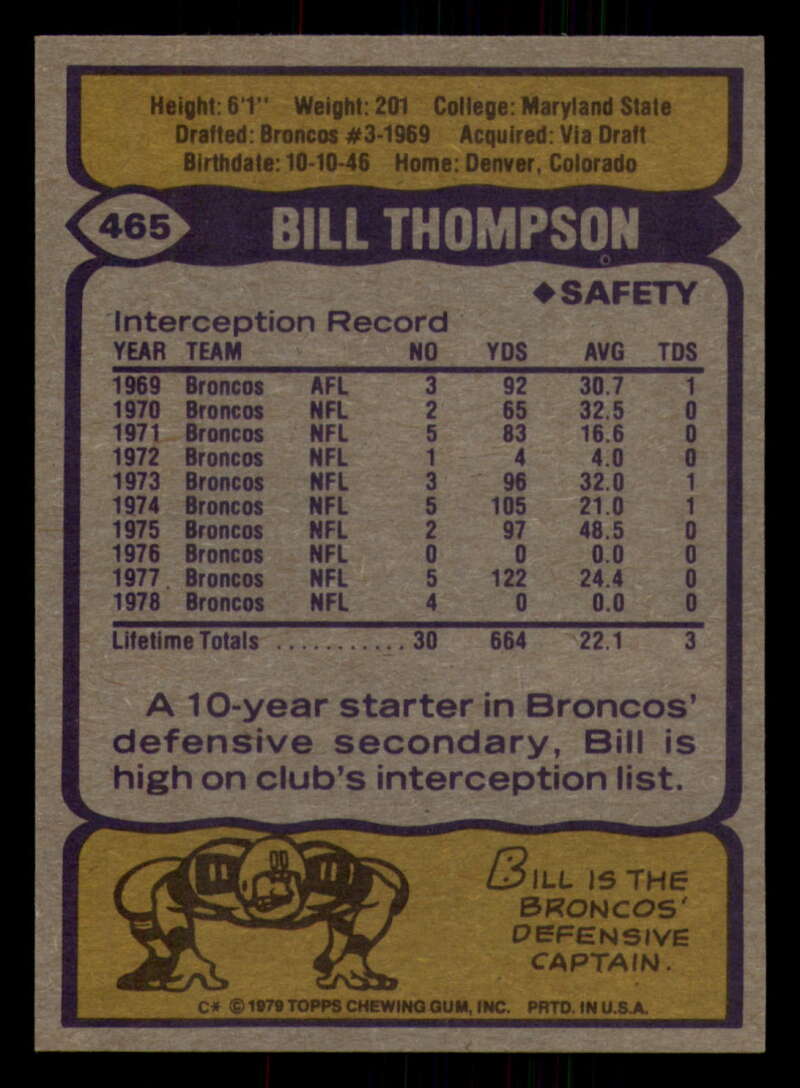 Height: 6'1" Weight: 201 College: Maryland State
Drafted: Broncos #3-1969 Acquired: Via Draft
Birthdate: 10-10-46 Home: Denver, Colorado
465 BILL THOMPSON
◆SAFETY
Interception Record
YEAR TEAM NO YDS AVG TDS
1969 Broncos AFL 3 92 30.7 1
1970 Broncos NFL 2 65 32.5 0
1971 Broncos NFL 5 83 16.6 0
1972 Broncos NFL 1 4 4.0 0
1973 Broncos NFL 3 96 32.0 1
1974 Broncos NFL 5 105 21.0 1
1975 Broncos NFL 2 97 48.5 0
1976 Broncos NFL 0 0 0.0 0
1977 Broncos NFL 5 122 24.4 0
1978 Broncos NFL 4 0 0.0 0
Lifetime Totals ........... 30 664 22.1 3
A 10-year starter in Broncos'
defensive secondary, Bill is
high on club's interception list.
BILL IS THE
BRONCOS'
DEFENSIVE
CAPTAIN.
C* © 1979 TOPPS CHEWING GUM, INC. PRTD. IN U.S.A.